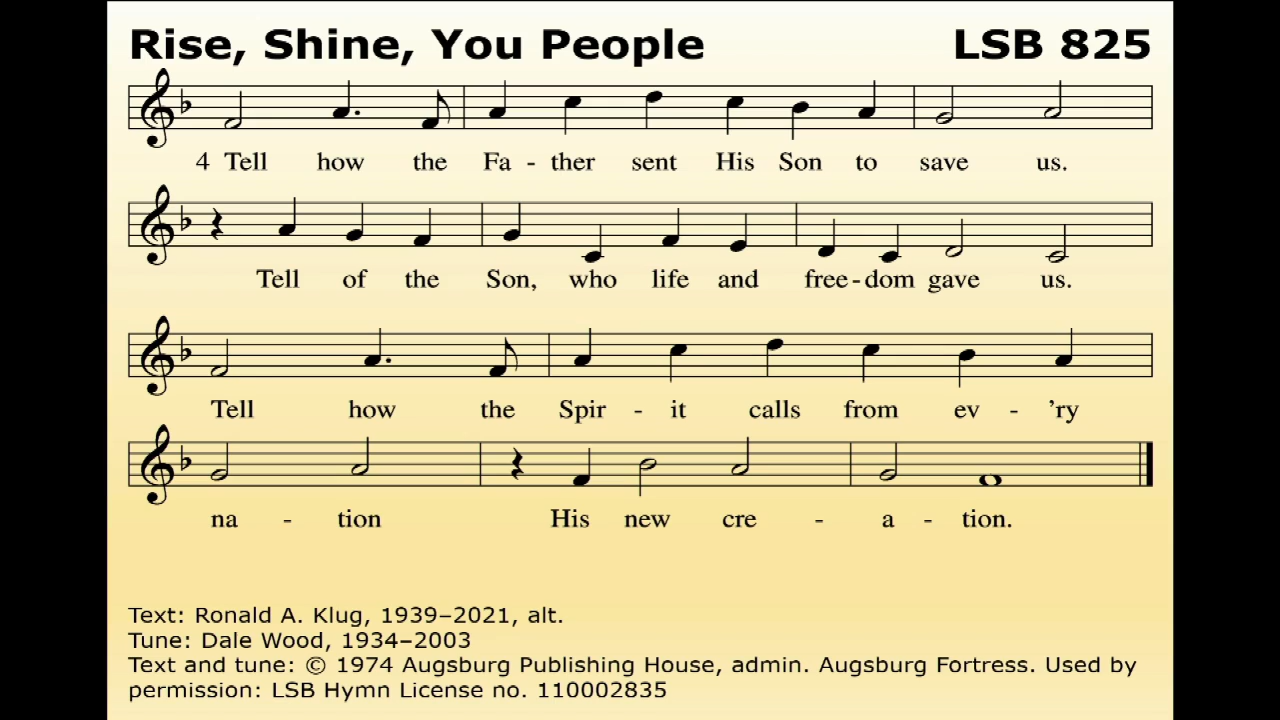 Rise, Shine, You People LSB 825
4 Tell how the Fa - ther sent His Son to save us.
Tell of the Son, who life and free - dom gave us.
Tell how the Spir - it calls from ev - ’ry
na - tion His new cre - a - tion.
Text: Ronald A. Klug, 1939–2021, alt.
Tune: Dale Wood, 1934–2003
Text and tune: © 1974 Augsburg Publishing House, admin. Augsburg Fortress. Used by
permission: LSB Hymn License no. 110002835